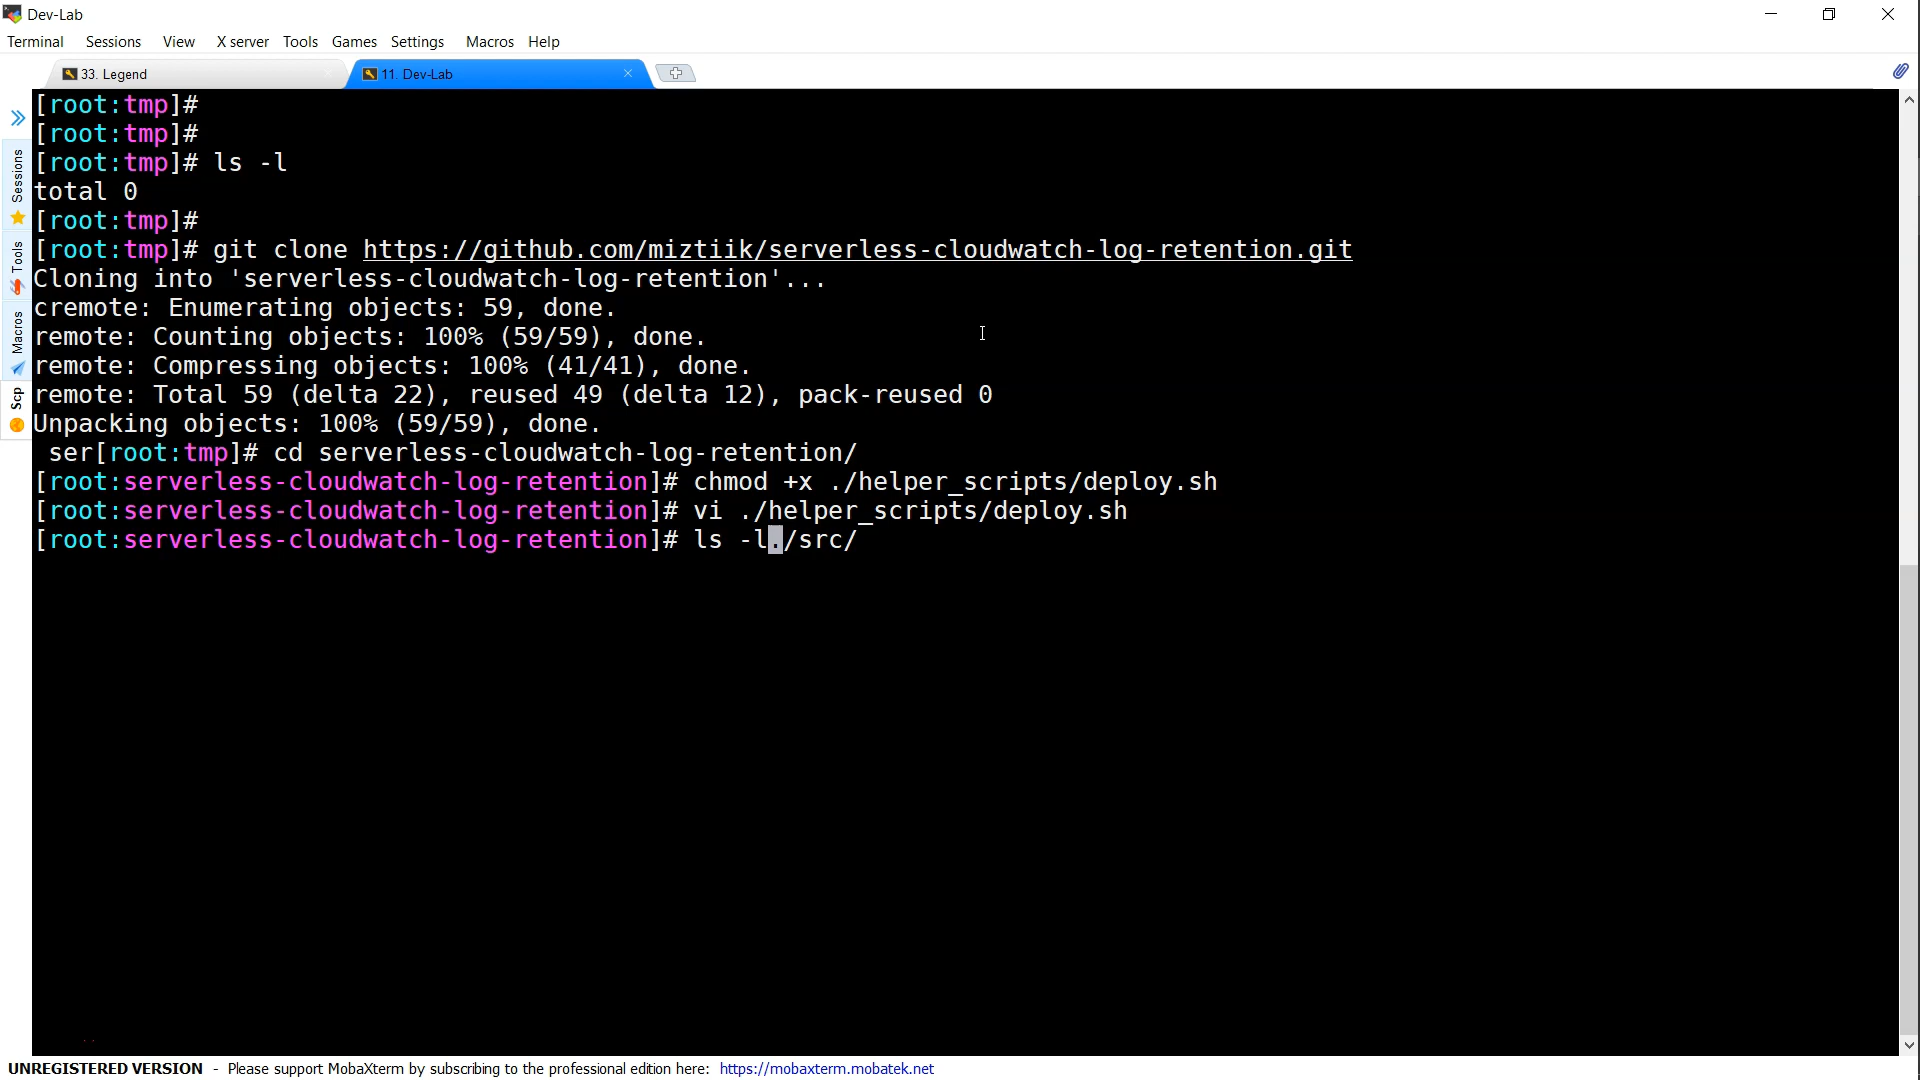 Dev-Lab
Terminal Sessions View X server Tools Games Settings Macros Help
33. Legend
11. Dev-Lab
Sessions
Tools
Macros
Scp
[root:tmp]#
[root:tmp]#
[root:tmp]# ls -l
total 0
[root:tmp]#
[root:tmp]# git clone https://github.com/miztiik/serverless-cloudwatch-log-retention.git
Cloning into 'serverless-cloudwatch-log-retention'...
cremote: Enumerating objects: 59, done.
remote: Counting objects: 100% (59/59), done.
remote: Compressing objects: 100% (41/41), done.
remote: Total 59 (delta 22), reused 49 (delta 12), pack-reused 0
Unpacking objects: 100% (59/59), done.
ser[root:tmp]# cd serverless-cloudwatch-log-retention/
[root:serverless-cloudwatch-log-retention]# chmod +x ./helper_scripts/deploy.sh
[root:serverless-cloudwatch-log-retention]# vi ./helper_scripts/deploy.sh
[root:serverless-cloudwatch-log-retention]# ls -l./src/
UNREGISTERED VERSION - Please support MobaXterm by subscribing to the professional edition here: https://mobaxterm.mobatek.net